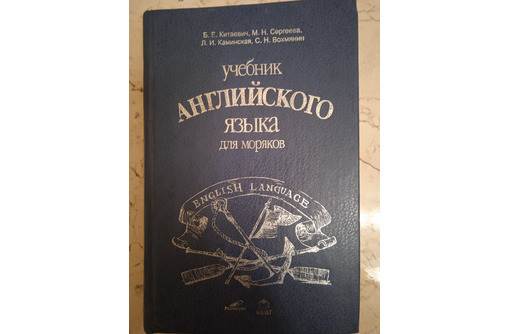 Б. Е. Китаевич, М. Н. Сергеева,
Л. И. Каминская, С. Н. Вохмянин
учебник
АНГЛИЙСКОГО
языка
для моряков
ENGLISH LANGUAGE